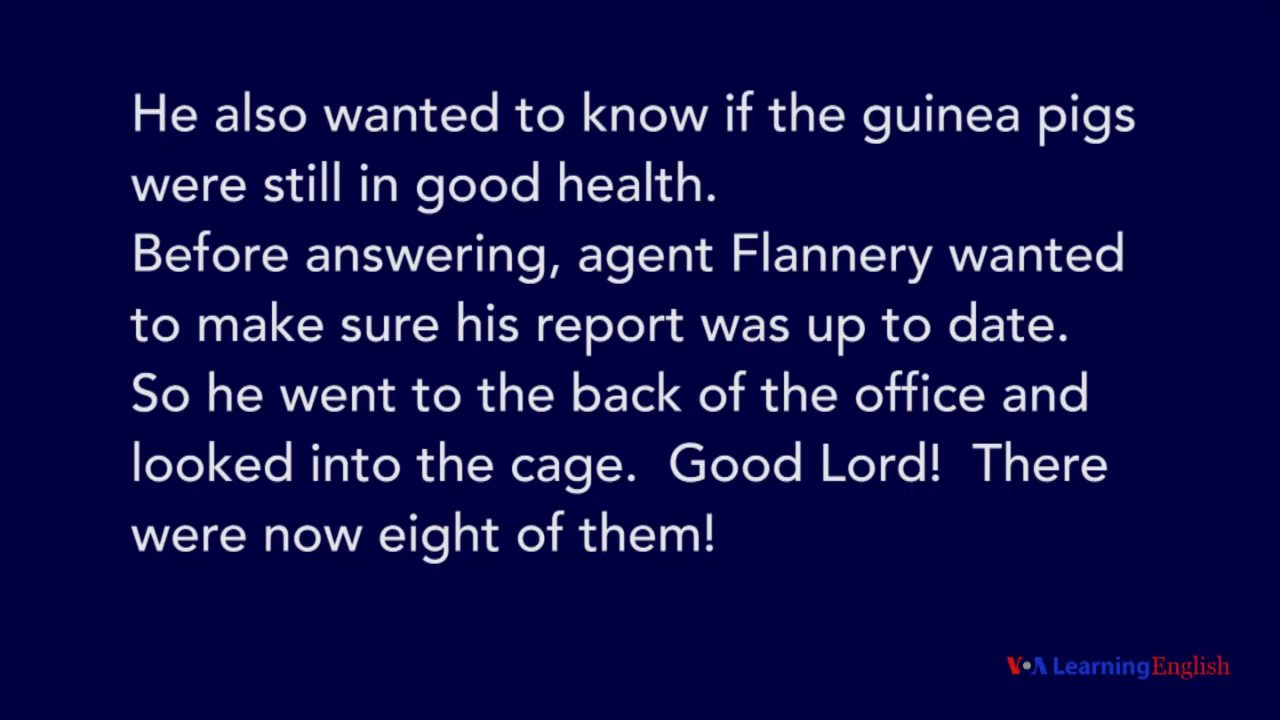 He also wanted to know if the guinea pigs
were still in good health.
Before answering, agent Flannery wanted
to make sure his report was up to date.
So he went to the back of the office and
looked into the cage.  Good Lord!  There
were now eight of them!
VOA Learning English